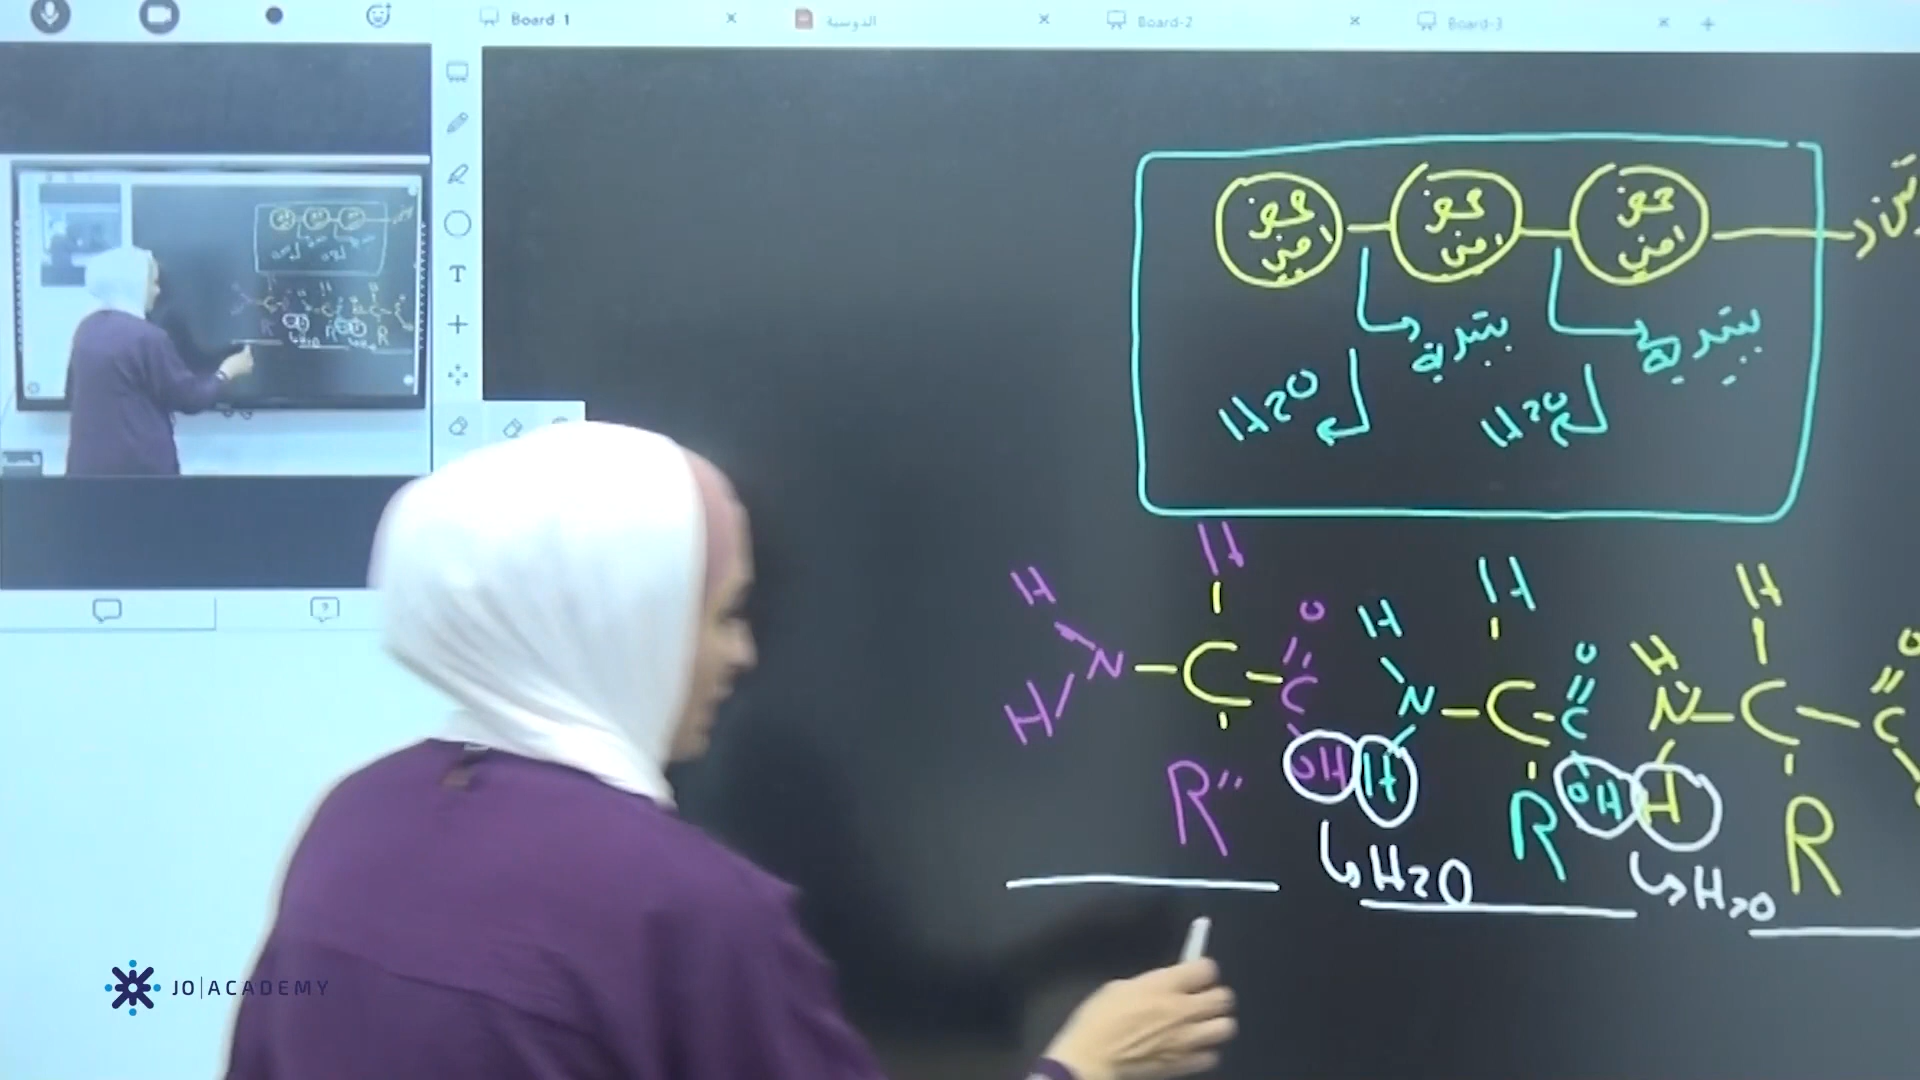 Board 1
الدوسية
Board-2
Board-3
T
حمض
أميني
حمض
أميني
حمض
أميني
ببتيدية
ببتيدية
H2O
H2O
H
H
H
H
O
H
O
H
O
N
C
C
N
C
C
N
C
C
H
OH
H
OH
H
R"
R
R
H2O
H2O
JO ACADEMY